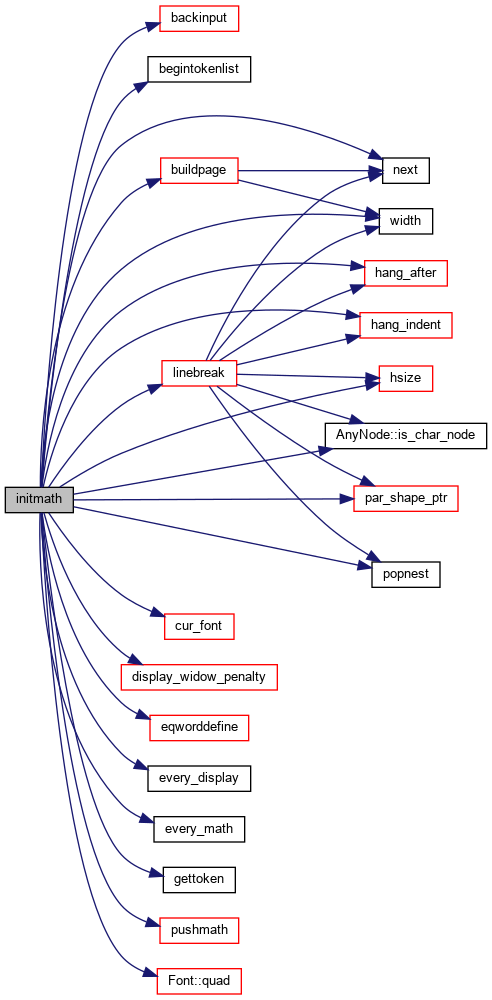 backinput
begintokenlist
next
buildpage
width
hang_after
hang_indent
linebreak
hsize
AnyNode::is_char_node
initmath
par_shape_ptr
popnest
cur_font
display_widow_penalty
eqworddefine
every_display
every_math
gettoken
pushmath
Font::quad